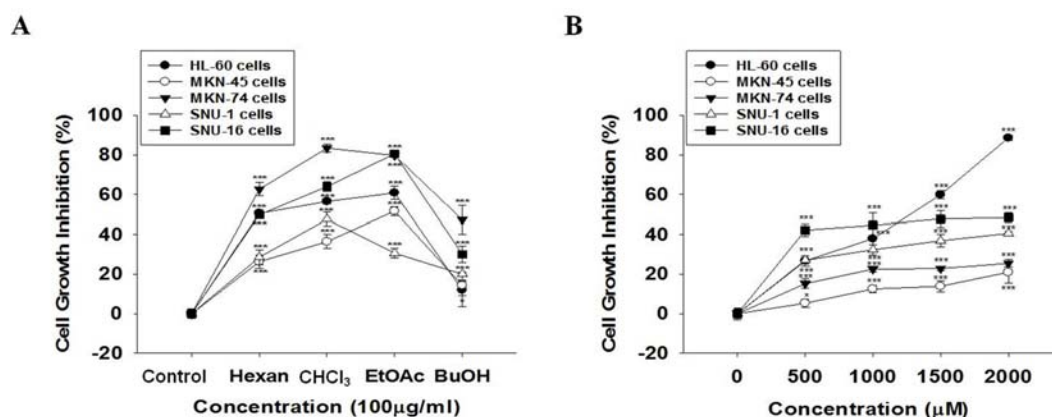 A
HL-60 cells
MKN-45 cells
MKN-74 cells
SNU-1 cells
SNU-16 cells
Cell Growth Inhibition (%)
100
80
60
40
20
0
-20
Control Hexan CHCl₃ EtOAc BuOH
Concentration (100µg/ml)
B
HL-60 cells
MKN-45 cells
MKN-74 cells
SNU-1 cells
SNU-16 cells
Cell Growth Inhibition (%)
100
80
60
40
20
0
-20
0 500 1000 1500 2000
Concentration (µM)